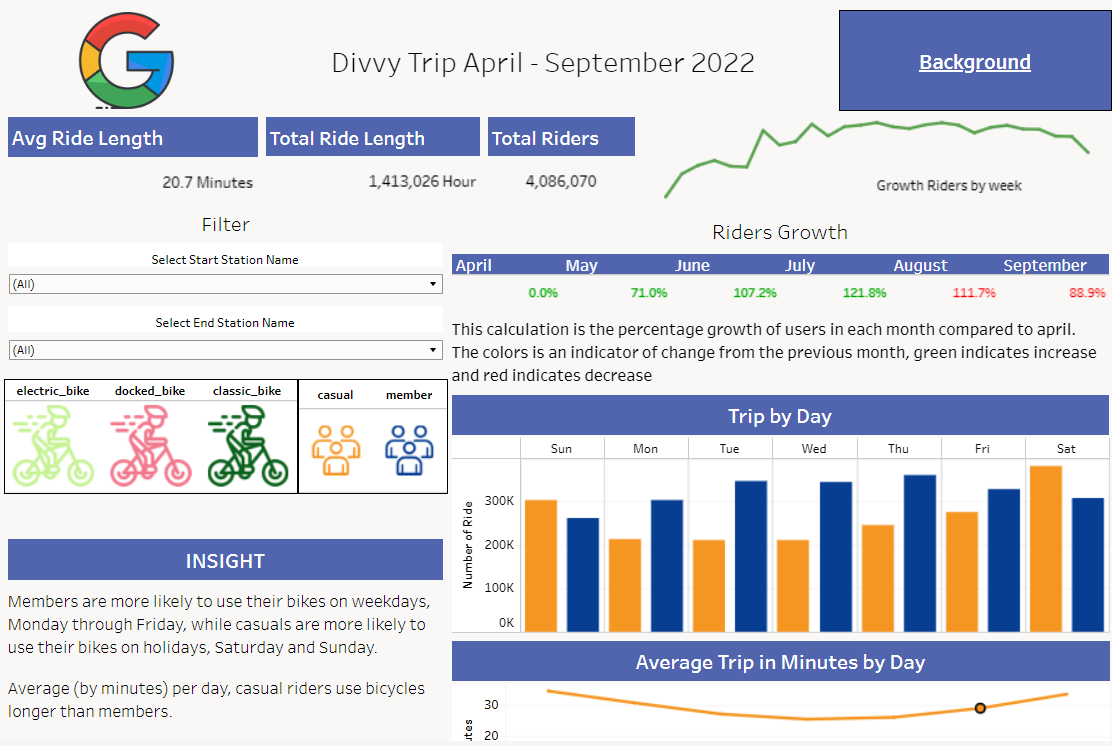 Divvy Trip April - September 2022
Background
Avg Ride Length
Total Ride Length
Total Riders
20.7 Minutes
1,413,026 Hour
4,086,070
Growth Riders by week
Filter
Select Start Station Name
(All)
Select End Station Name
(All)
electric_bike docked_bike classic_bike
casual member
INSIGHT
Members are more likely to use their bikes on weekdays,
Monday through Friday, while casuals are more likely to
use their bikes on holidays, Saturday and Sunday.
Average (by minutes) per day, casual riders use bicycles
longer than members.
Riders Growth
April May June July August September
0.0% 71.0% 107.2% 121.8% 111.7% 88.9%
This calculation is the percentage growth of users in each month compared to april.
The colors is an indicator of change from the previous month, green indicates increase
and red indicates decrease
Trip by Day
Sun Mon Tue Wed Thu Fri Sat
Number of Ride
300K
200K
100K
0K
Average Trip in Minutes by Day
30
20
utes